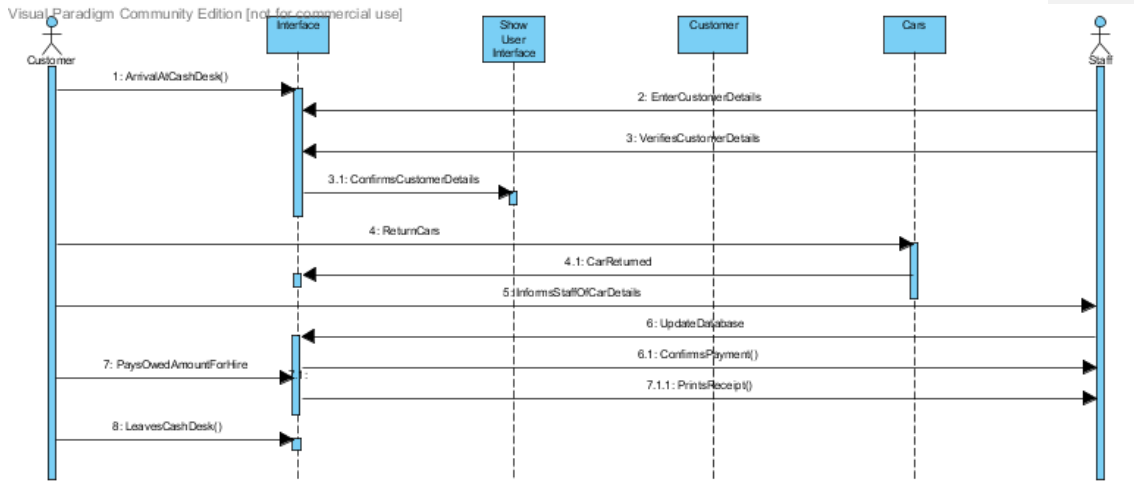 Visual Paradigm Community Edition [not for commercial use]
Interface
Show
User
Interface
Customer
Cars
Customer
Staff
1: ArrivalAtCashDesk()
2: EnterCustomerDetails
3: VerifiesCustomerDetails
3.1: ConfirmsCustomerDetails
4: ReturnCars
4.1: CarReturned
5: InformsStaffOfCarDetails
6: UpdateDatabase
6.1: ConfirmsPayment()
7: PaysOwedAmountForHire
7.1:
7.1.1: PrintsReceipt()
8: LeavesCashDesk()